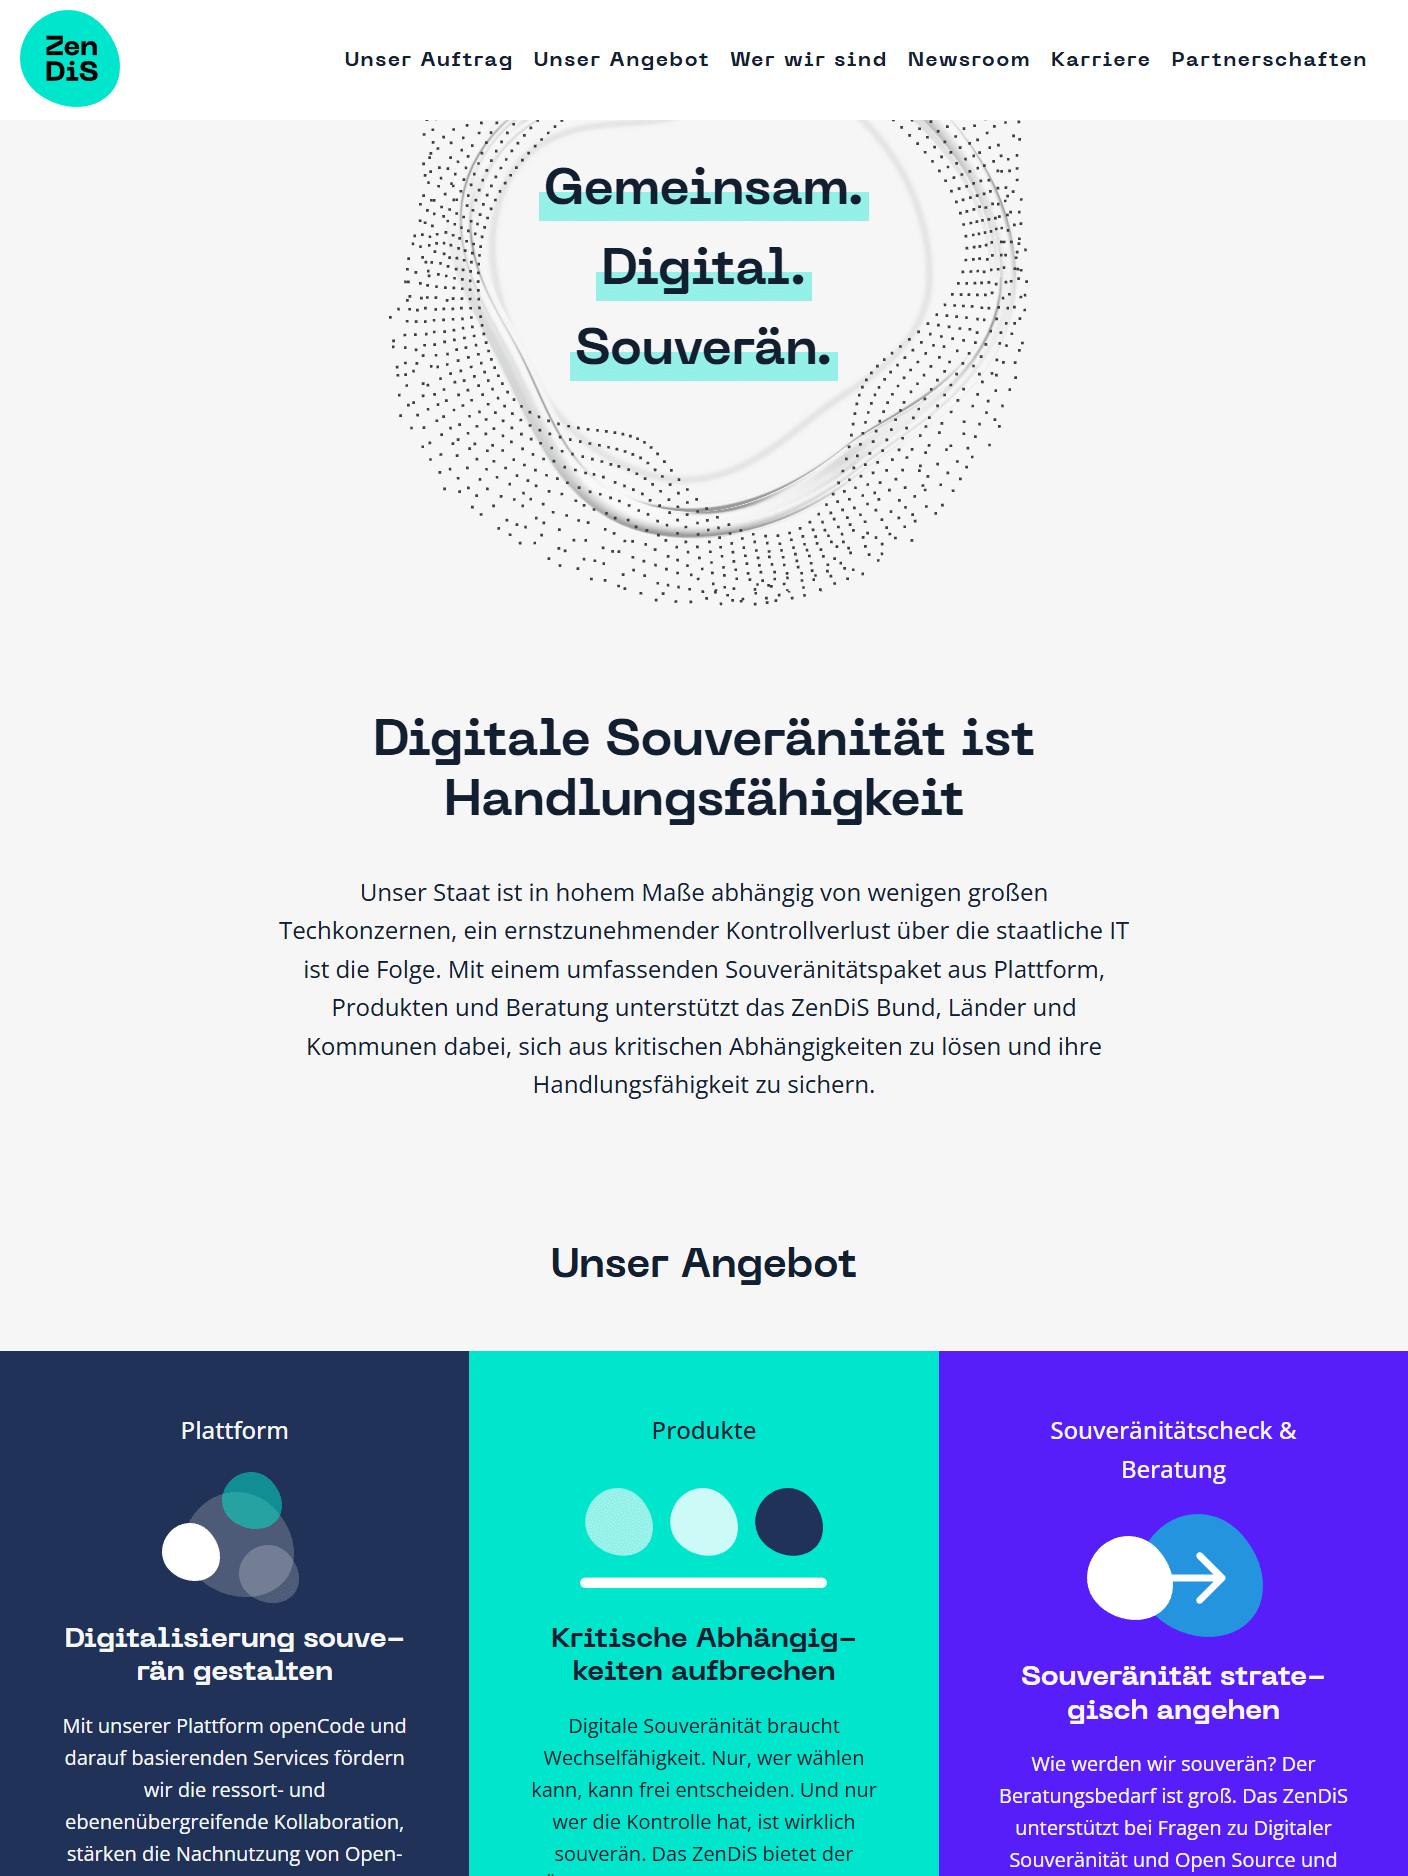 Zen
DiS
Unser Auftrag Unser Angebot Wer wir sind Newsroom Karriere Partnerschaften
Gemeinsam.
Digital.
Souverän.
Digitale Souveränität ist
Handlungsfähigkeit
Unser Staat ist in hohem Maße abhängig von wenigen großen
Techkonzernen, ein ernstzunehmender Kontrollverlust über die staatliche IT
ist die Folge. Mit einem umfassenden Souveränitätspaket aus Plattform,
Produkten und Beratung unterstützt das ZenDiS Bund, Länder und
Kommunen dabei, sich aus kritischen Abhängigkeiten zu lösen und ihre
Handlungsfähigkeit zu sichern.
Unser Angebot
Plattform
Digitalisierung souve-
rän gestalten
Mit unserer Plattform openCode und
darauf basierenden Services fördern
wir die ressort- und
ebenenübergreifende Kollaboration,
stärken die Nachnutzung von Open-
Produkte
Kritische Abhängig-
keiten aufbrechen
Digitale Souveränität braucht
Wechselfähigkeit. Nur, wer wählen
kann, kann frei entscheiden. Und nur
wer die Kontrolle hat, ist wirklich
souverän. Das ZenDiS bietet der
Souveränitätscheck &
Beratung
Souveränität strate-
gisch angehen
Wie werden wir souverän? Der
Beratungsbedarf ist groß. Das ZenDiS
unterstützt bei Fragen zu Digitaler
Souveränität und Open Source und